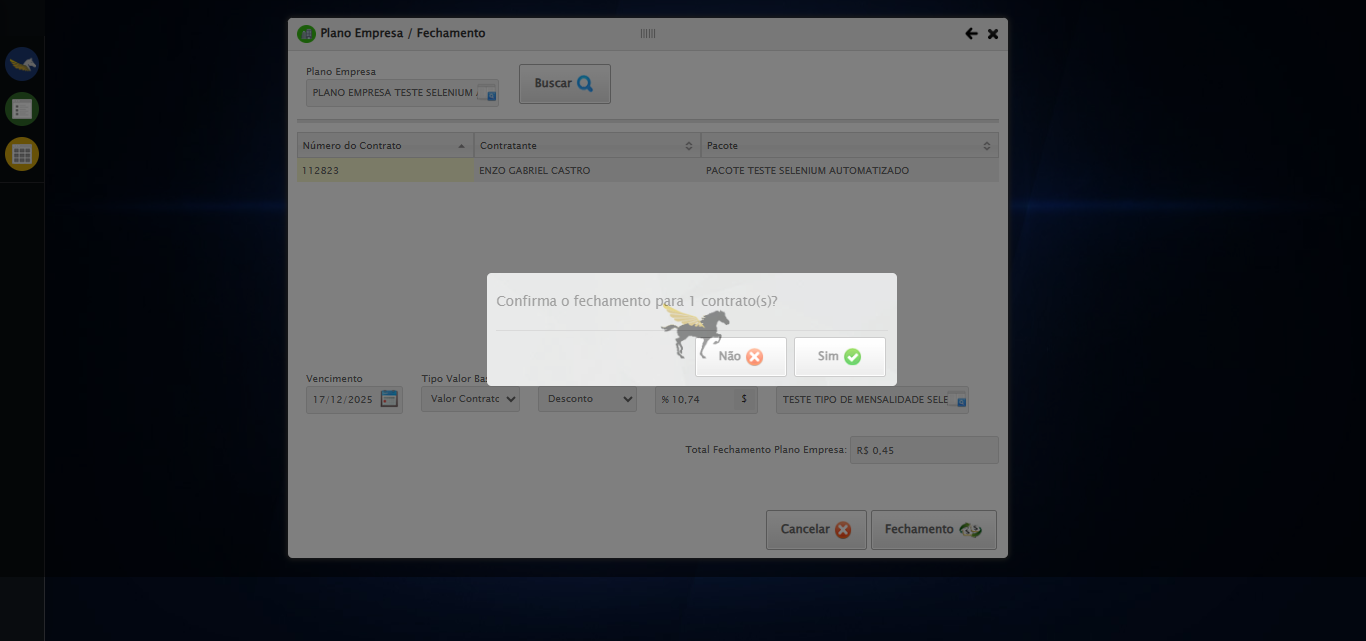 Plano Empresa / Fechamento
Plano Empresa
PLANO EMPRESA TESTE SELENIUM
Buscar
Número do Contrato Contratante Pacote
112823 ENZO GABRIEL CASTRO PACOTE TESTE SELENIUM AUTOMATIZADO
Confirma o fechamento para 1 contrato(s)?
Não Sim
Vencimento Tipo Valor
17/12/2025 Valor Contrato Desconto % 10,74 $ TESTE TIPO DE MENSALIDADE SELE
Total Fechamento Plano Empresa: R$ 0,45
Cancelar Fechamento